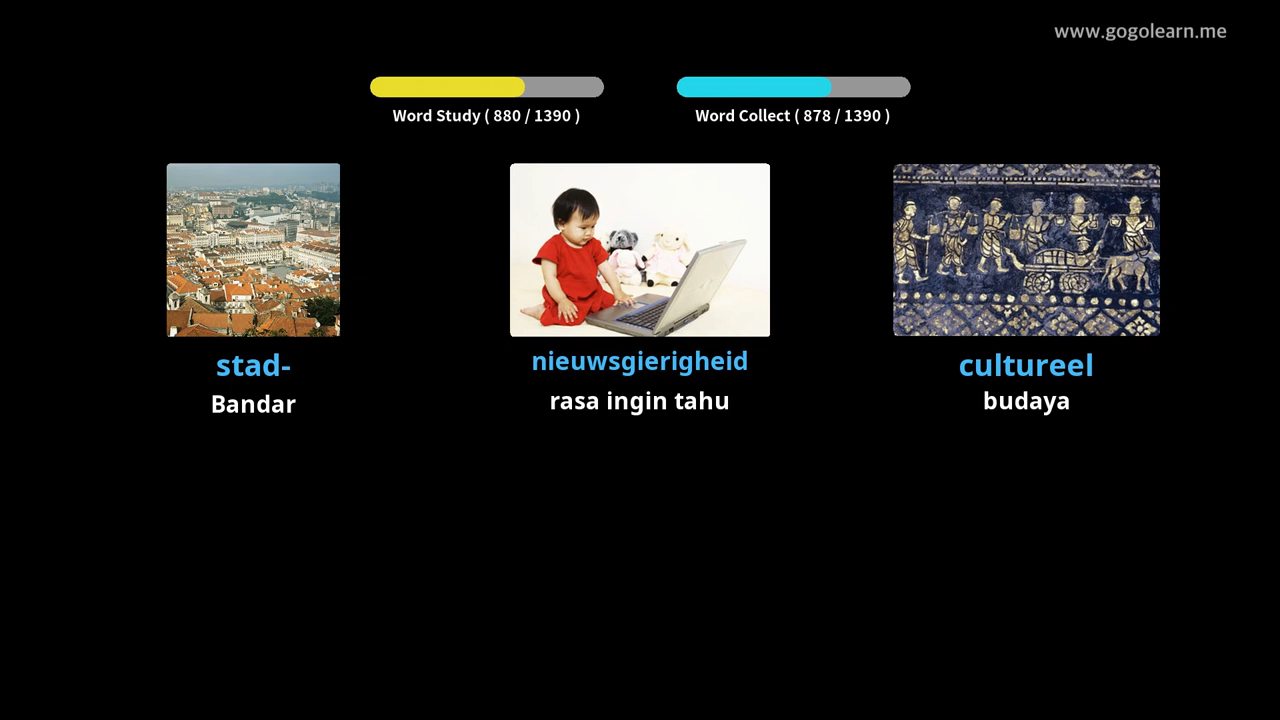 www.gogolearn.me
Word Study ( 880 / 1390 )
Word Collect ( 878 / 1390 )
stad-
Bandar
nieuwsgierigheid
rasa ingin tahu
cultureel
budaya